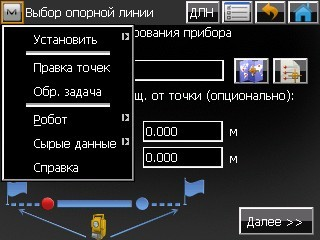 Выбор опорной линии
ДЛН
Установить
рования прибора
Правка точек
Обр. задача
щ. от точки (опционально):
Робот
0.000 м
Сырые данные
0.000 м
Справка
Далее >>